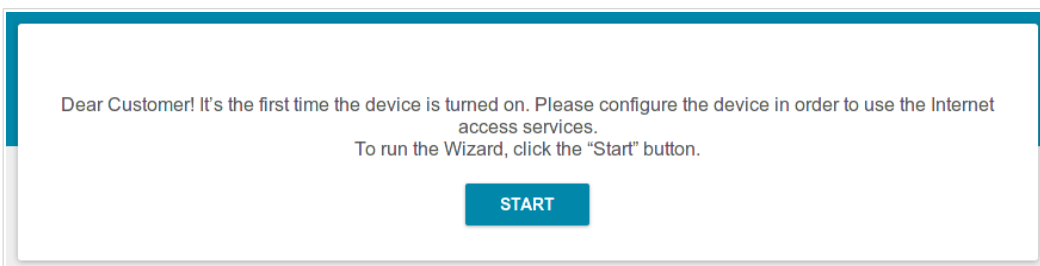 Dear Customer! It’s the first time the device is turned on. Please configure the device in order to use the Internet
access services.
To run the Wizard, click the “Start” button.
START